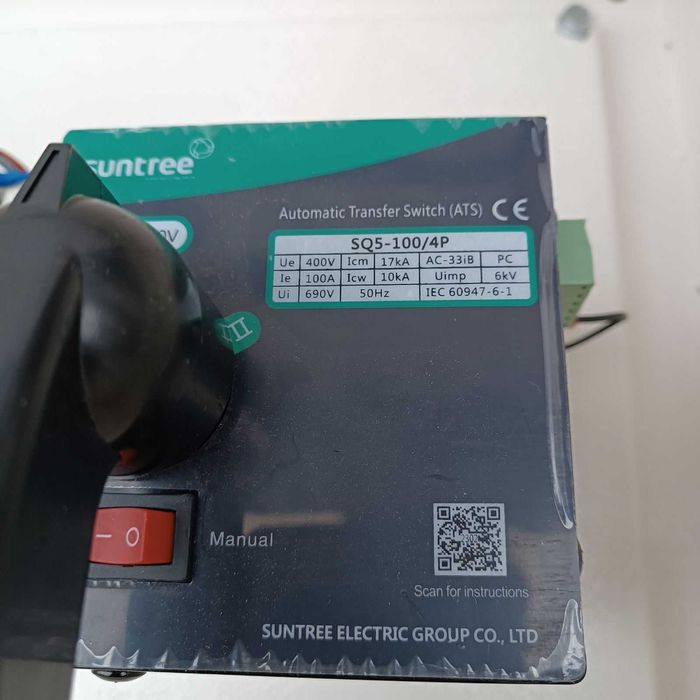 suntree
Automatic Transfer Switch (ATS) CE
0V
SQ5-100/4P
Ue 400V Icm 17kA AC-33iB PC
Ie 100A Icw 10kA Uimp 6kV
Ui 690V 50Hz IEC 60947-6-1
II
— O Manual
Scan for instructions
SUNTREE ELECTRIC GROUP CO., LTD